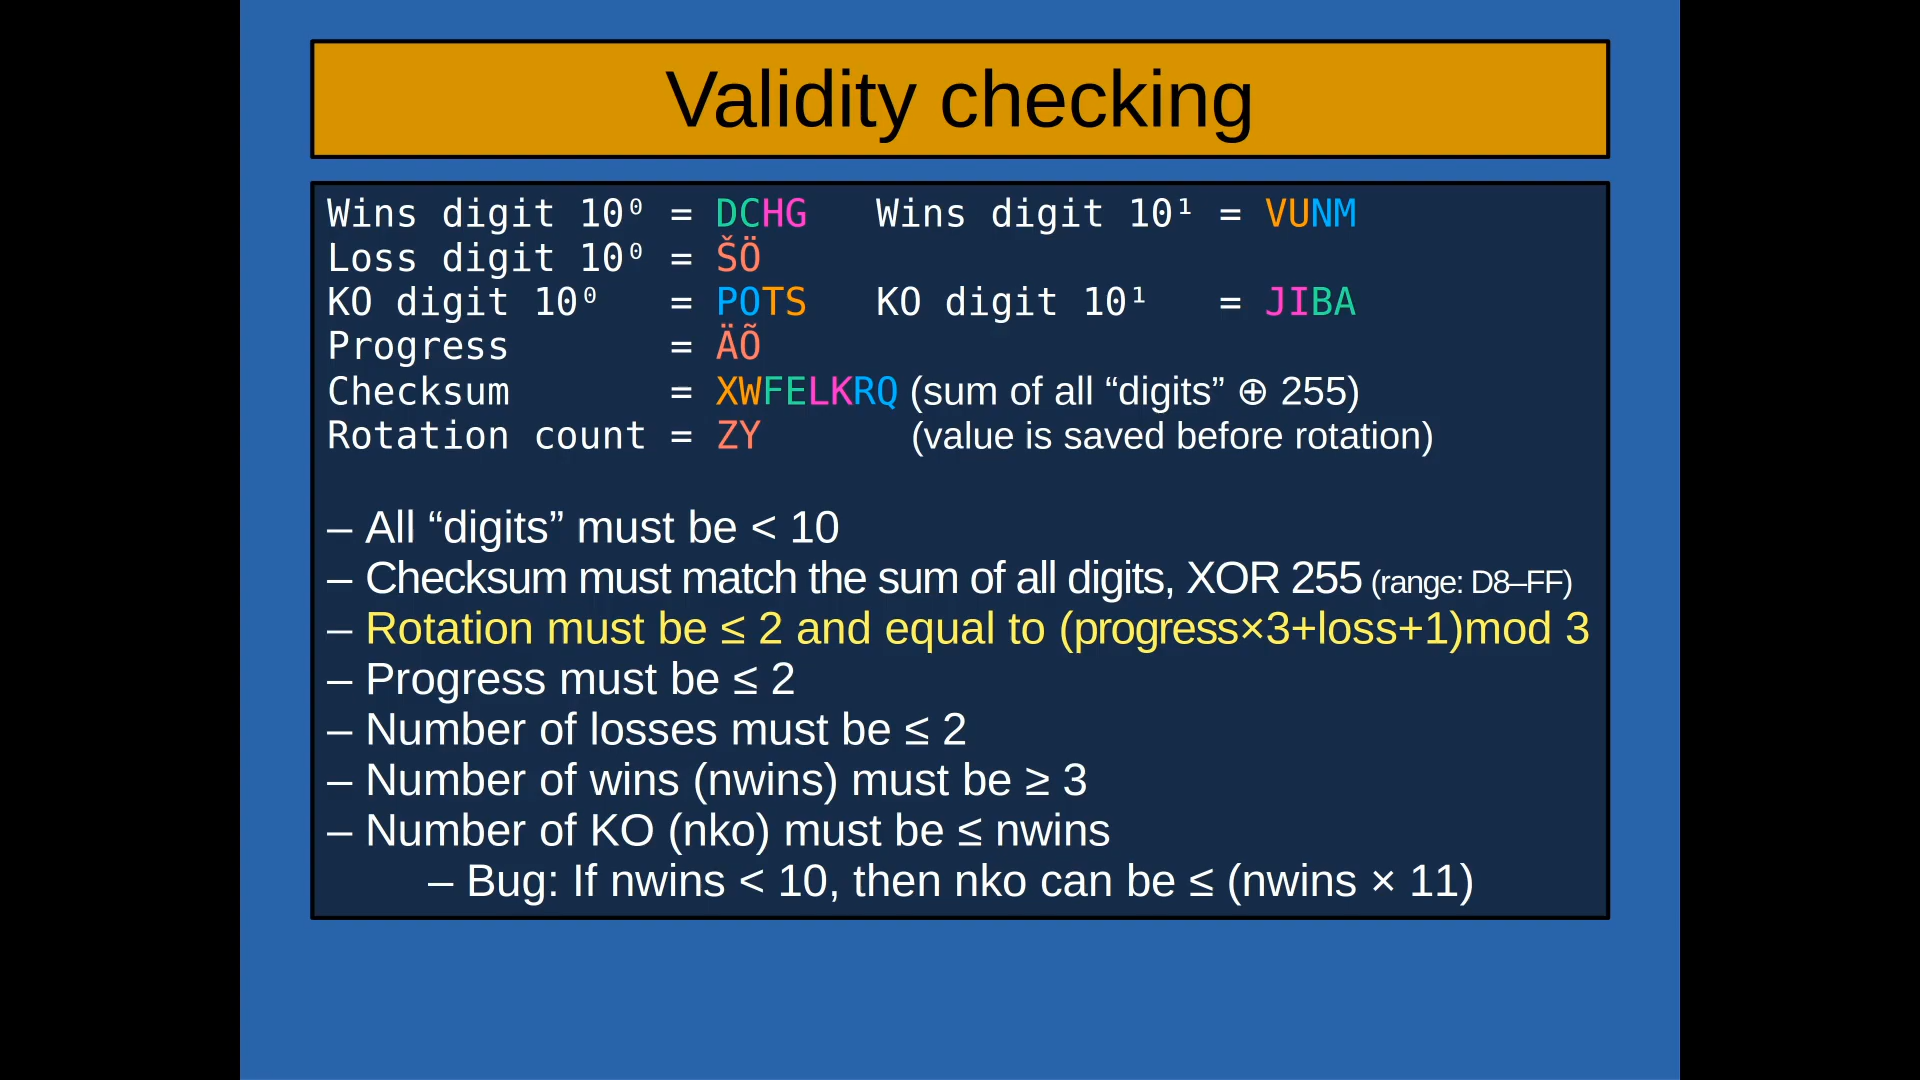 Validity checking
Wins digit 10⁰ = DCHG   Wins digit 10¹ = VUNM
Loss digit 10⁰ = ŠÖ
KO digit 10⁰   = POTS   KO digit 10¹   = JIBA
Progress       = ÄÕ
Checksum       = XWFELKRQ (sum of all “digits” ⊕ 255)
Rotation count = ZY (value is saved before rotation)
– All “digits” must be < 10
– Checksum must match the sum of all digits, XOR 255 (range: D8–FF)
– Rotation must be ≤ 2 and equal to (progress×3+loss+1)mod 3
– Progress must be ≤ 2
– Number of losses must be ≤ 2
– Number of wins (nwins) must be ≥ 3
– Number of KO (nko) must be ≤ nwins
– Bug: If nwins < 10, then nko can be ≤ (nwins × 11)